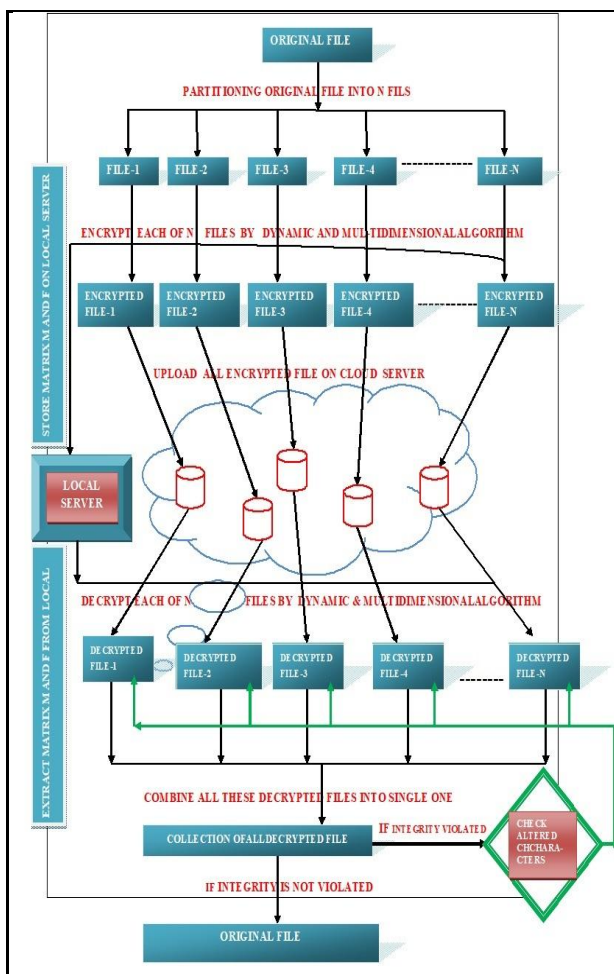 ORIGINAL FILE
PARTITIONING ORIGINAL FILE INTO N FILS
FILE-1
FILE-2
FILE-3
FILE-4
FILE-N
STORE MATRIX M AND F ON LOCAL SERVER
ENCRYPT EACH OF N FILES BY DYNAMIC AND MULTIDIMENSIONALALGORITHM
ENCRYPTED
FILE-1
ENCRYPTED
FILE-2
ENCRYPTED
FILE-3
ENCRYPTED
FILE-4
ENCRYPTED
FILE-N
UPLOAD ALL ENCRYPTED FILE ON CLOUD SERVER
LOCAL
SERVER
EXTRACT MATRIX M AND F FROM LOCAL
DECRYPT EACH OF N FILES BY DYNAMIC & MULTIDIMENSIONALALGORITHM
DECRYPTED
FILE-1
DECRYPTED
FILE-2
DECRYPTED
FILE-3
DECRYPTED
FILE-4
DECRYPTED
FILE-N
COMBINE ALL THESE DECRYPTED FILES INTO SINGLE ONE
COLLECTION OFALLDECRYPTED FILE
IF INTEGRITY VIOLATED
CHECK
ALTERED
CHCHARA-
CTERS
IF INTEGRITY IS NOT VIOLATED
ORIGINAL FILE